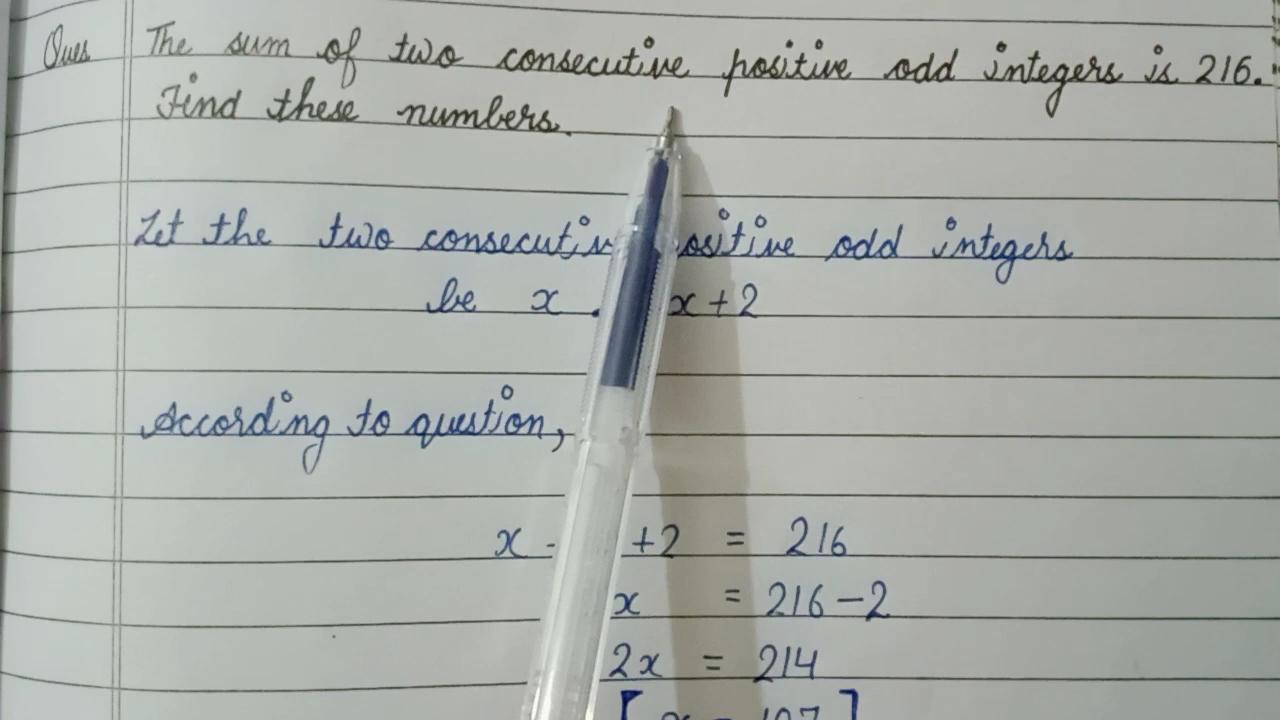 Ques The sum of two consecutive positive odd integers is 216.
Find these numbers.
Let the two consecutive positive odd integers
be x x+2
According to question,
x +2 = 216
x = 216-2
2x = 214
[x = 107]